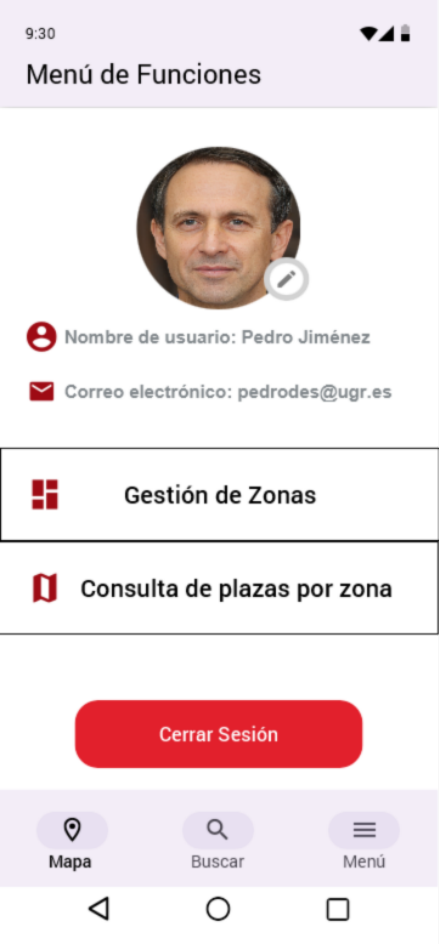 9:30
Menú de Funciones
Nombre de usuario: Pedro Jiménez
Correo electrónico: pedrodes@ugr.es
Gestión de Zonas
Consulta de plazas por zona
Cerrar Sesión
Mapa
Buscar
Menú